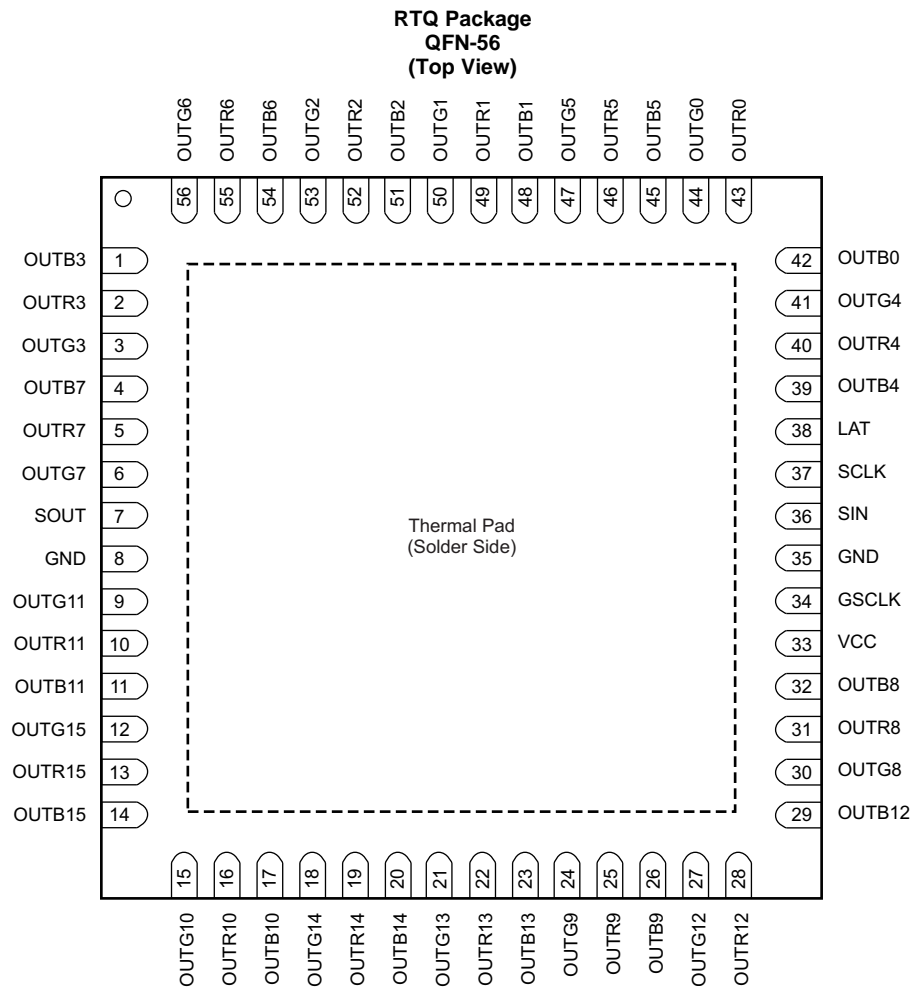 RTQ Package
QFN-56
(Top View)
OUTG6 OUTR6 OUTB6 OUTG2 OUTR2 OUTB2 OUTG1 OUTR1 OUTB1 OUTG5 OUTR5 OUTB5 OUTG0 OUTR0
56 55 54 53 52 51 50 49 48 47 46 45 44 43
OUTB3 1 42 OUTB0
OUTR3 2 41 OUTG4
OUTG3 3 40 OUTR4
OUTB7 4 39 OUTB4
OUTR7 5 38 LAT
OUTG7 6 37 SCLK
SOUT 7 36 SIN
Thermal Pad
(Solder Side)
GND 8 35 GND
OUTG11 9 34 GSCLK
OUTR11 10 33 VCC
OUTB11 11 32 OUTB8
OUTG15 12 31 OUTR8
OUTR15 13 30 OUTG8
OUTB15 14 29 OUTB12
15 16 17 18 19 20 21 22 23 24 25 26 27 28
OUTG10 OUTR10 OUTB10 OUTG14 OUTR14 OUTB14 OUTG13 OUTR13 OUTB13 OUTG9 OUTR9 OUTB9 OUTG12 OUTR12